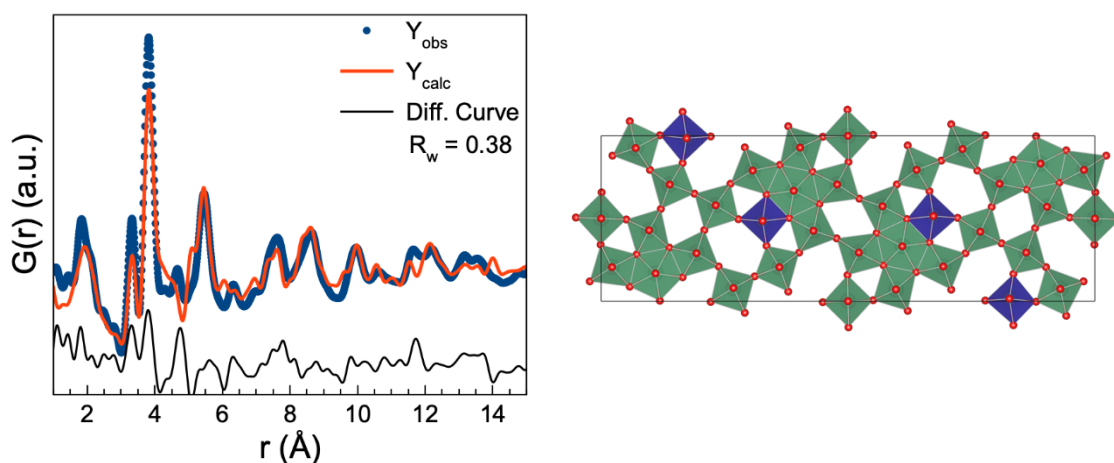 Y_obs
Y_calc
Diff. Curve
R_w = 0.38
G(r) (a.u.)
2 4 6 8 10 12 14
r (Å)